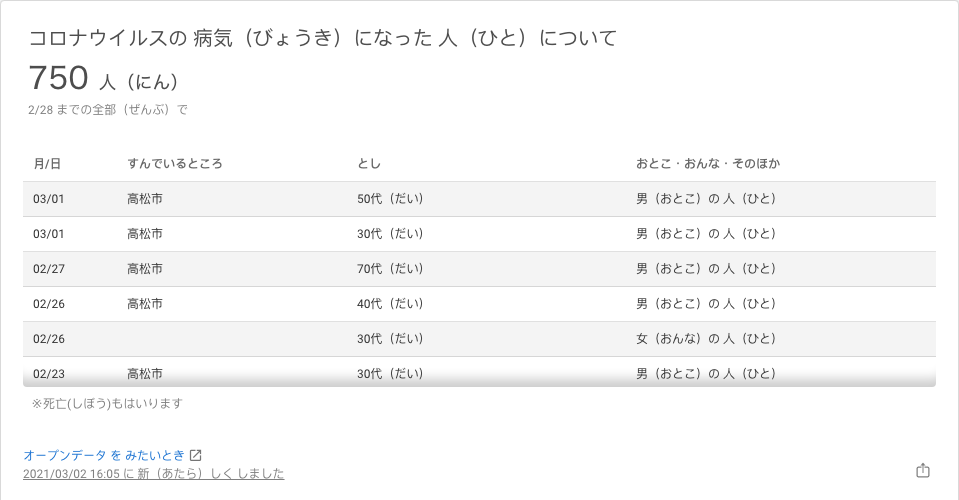 コロナウイルスの 病気（びょうき）になった 人（ひと）について
750 人（にん）
2/28 までの全部（ぜんぶ）で
月/日 すんでいるところ とし おとこ・おんな・そのほか
03/01 高松市 50代（だい） 男（おとこ）の 人（ひと）
03/01 高松市 30代（だい） 男（おとこ）の 人（ひと）
02/27 高松市 70代（だい） 男（おとこ）の 人（ひと）
02/26 高松市 40代（だい） 男（おとこ）の 人（ひと）
02/26 30代（だい） 女（おんな）の 人（ひと）
02/23 高松市 30代（だい） 男（おとこ）の 人（ひと）
※死亡(しぼう)もはいります
オープンデータ を みたいとき
2021/03/02 16:05 に 新（あたら）しく しました